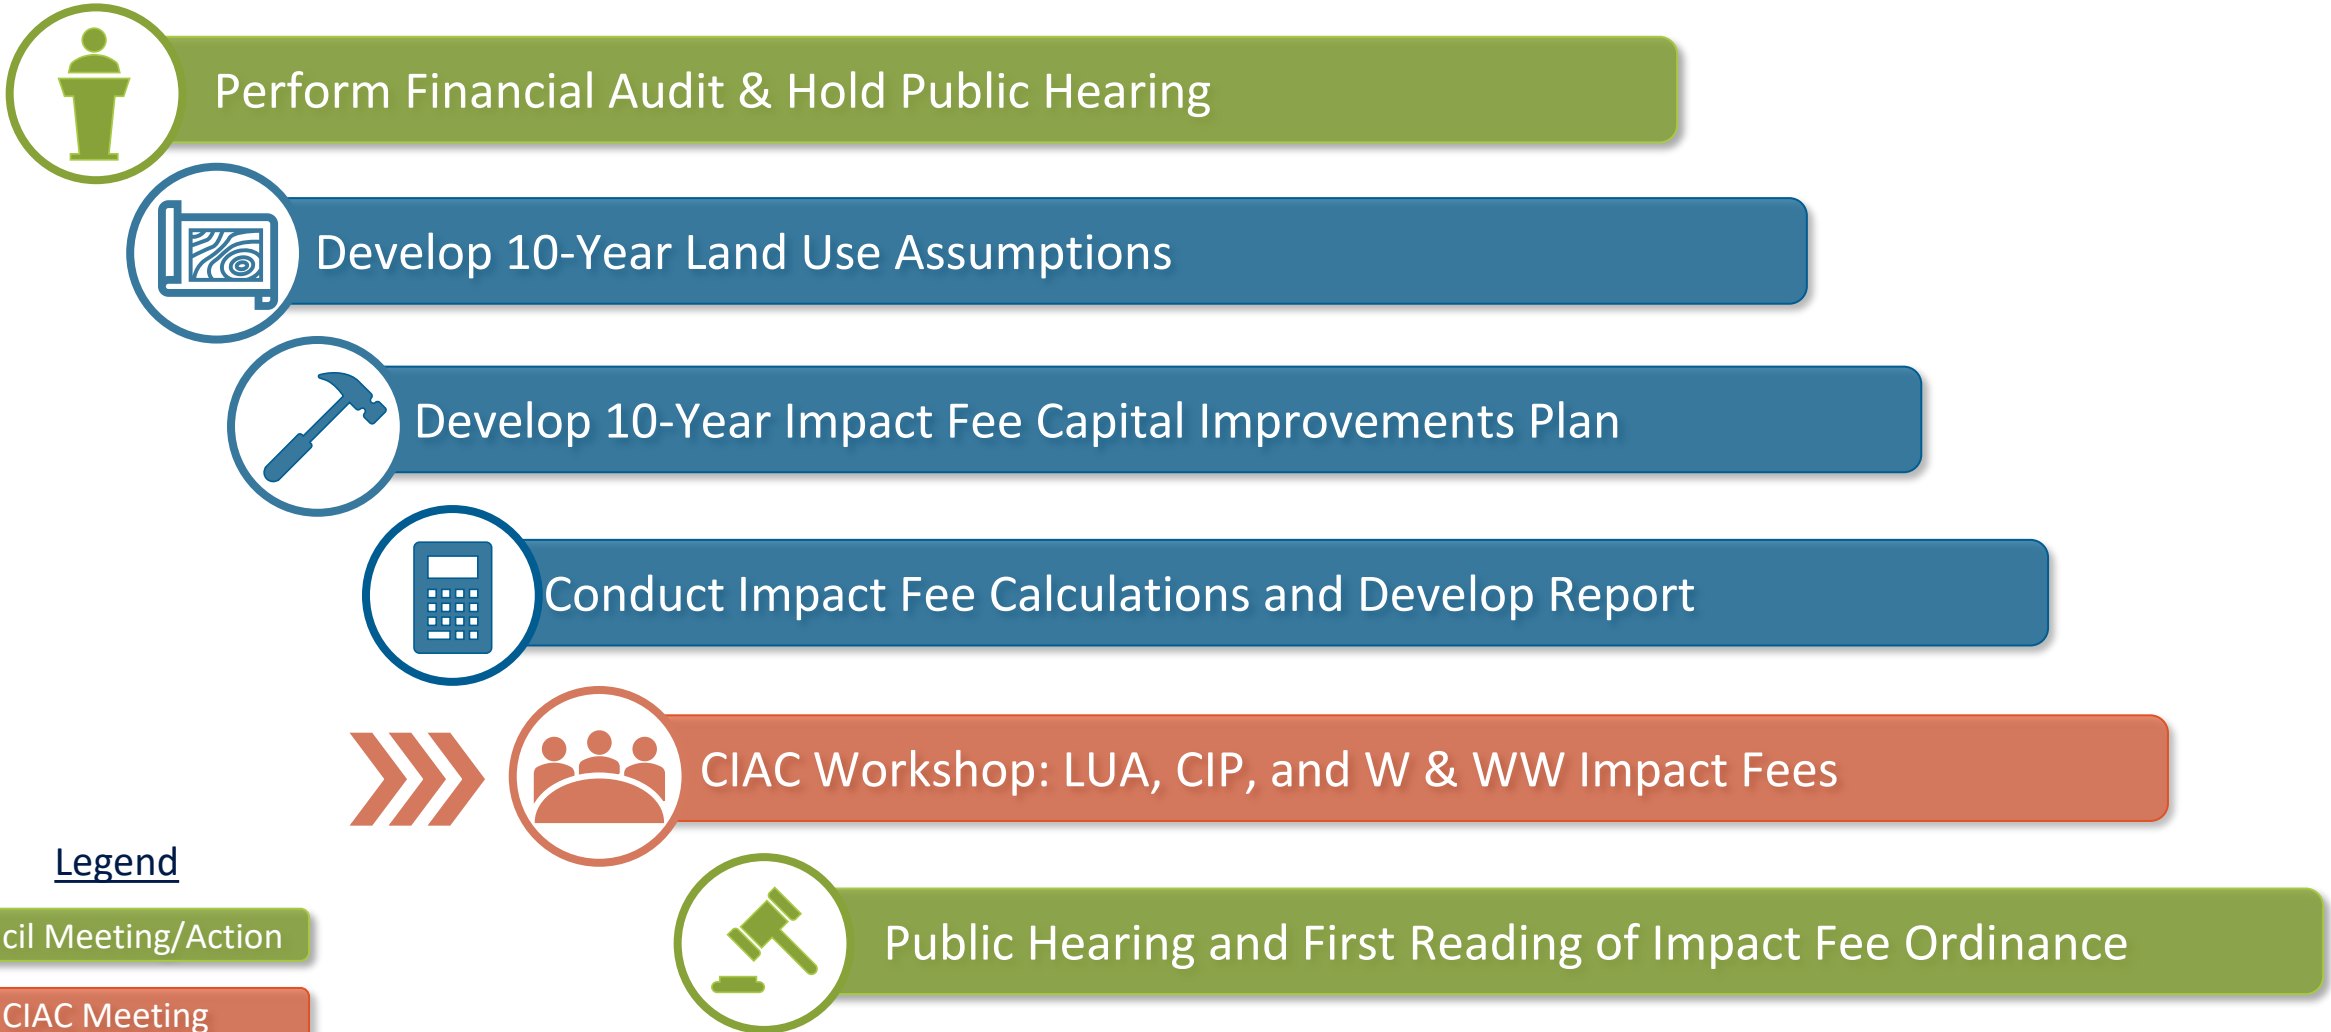 Perform Financial Audit & Hold Public Hearing
Develop 10-Year Land Use Assumptions
Develop 10-Year Impact Fee Capital Improvements Plan
Conduct Impact Fee Calculations and Develop Report
CIAC Workshop: LUA, CIP, and W & WW Impact Fees
Public Hearing and First Reading of Impact Fee Ordinance
Legend
cil Meeting/Action
CIAC Meeting